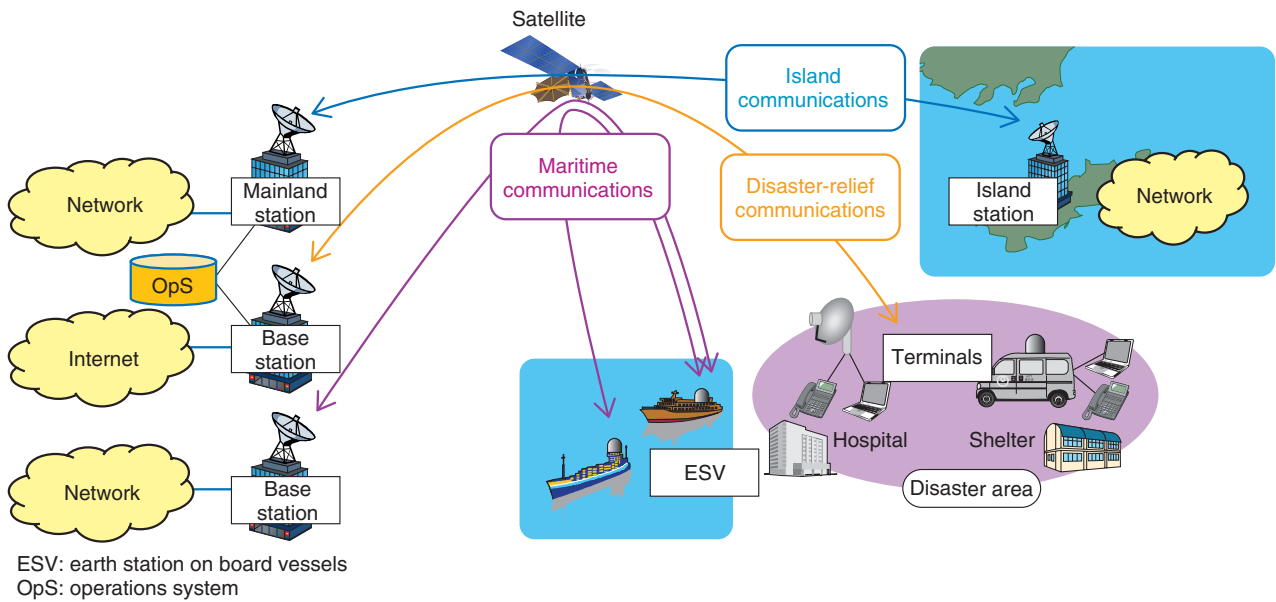 Satellite
Island
communications
Maritime
communications
Disaster-relief
communications
Network
Mainland
station
Island
station
Network
OpS
Internet
Base
station
Terminals
Hospital
Shelter
ESV
Disaster area
Network
Base
station
ESV: earth station on board vessels
OpS: operations system